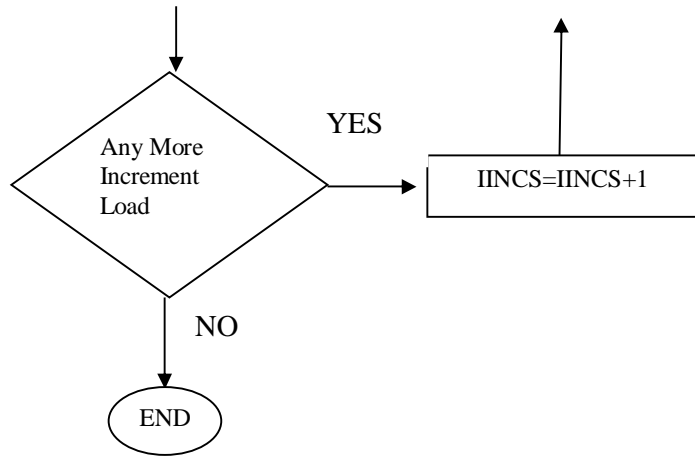 YES
Any More
Increment
Load
IINCS=IINCS+1
NO
END